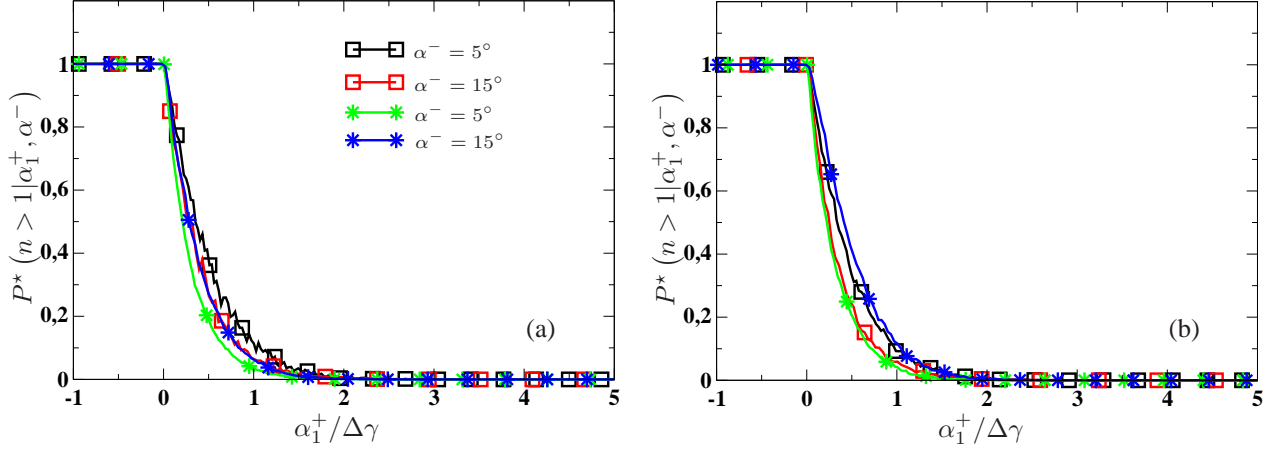 P⋆(n > 1|α₁⁺, α⁻)
1
0,8
0,6
0,4
0,2
0
-1 0 1 2 3 4 5
α₁⁺/Δγ
α⁻ = 5°
α⁻ = 15°
α⁻ = 5°
α⁻ = 15°
(a)
P⋆(n > 1|α₁⁺, α⁻)
1
0,8
0,6
0,4
0,2
0
-1 0 1 2 3 4 5
α₁⁺/Δγ
(b)